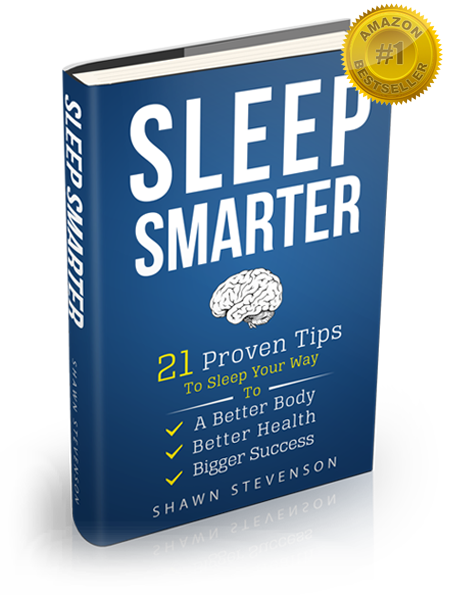 AMAZON
#1
BESTSELLER
SLEEP SMARTER
SHAWN STEVENSON
SLEEP
SMARTER
21 Proven Tips
To Sleep Your Way
To
A Better Body
Better Health
Bigger Success
SHAWN STEVENSON